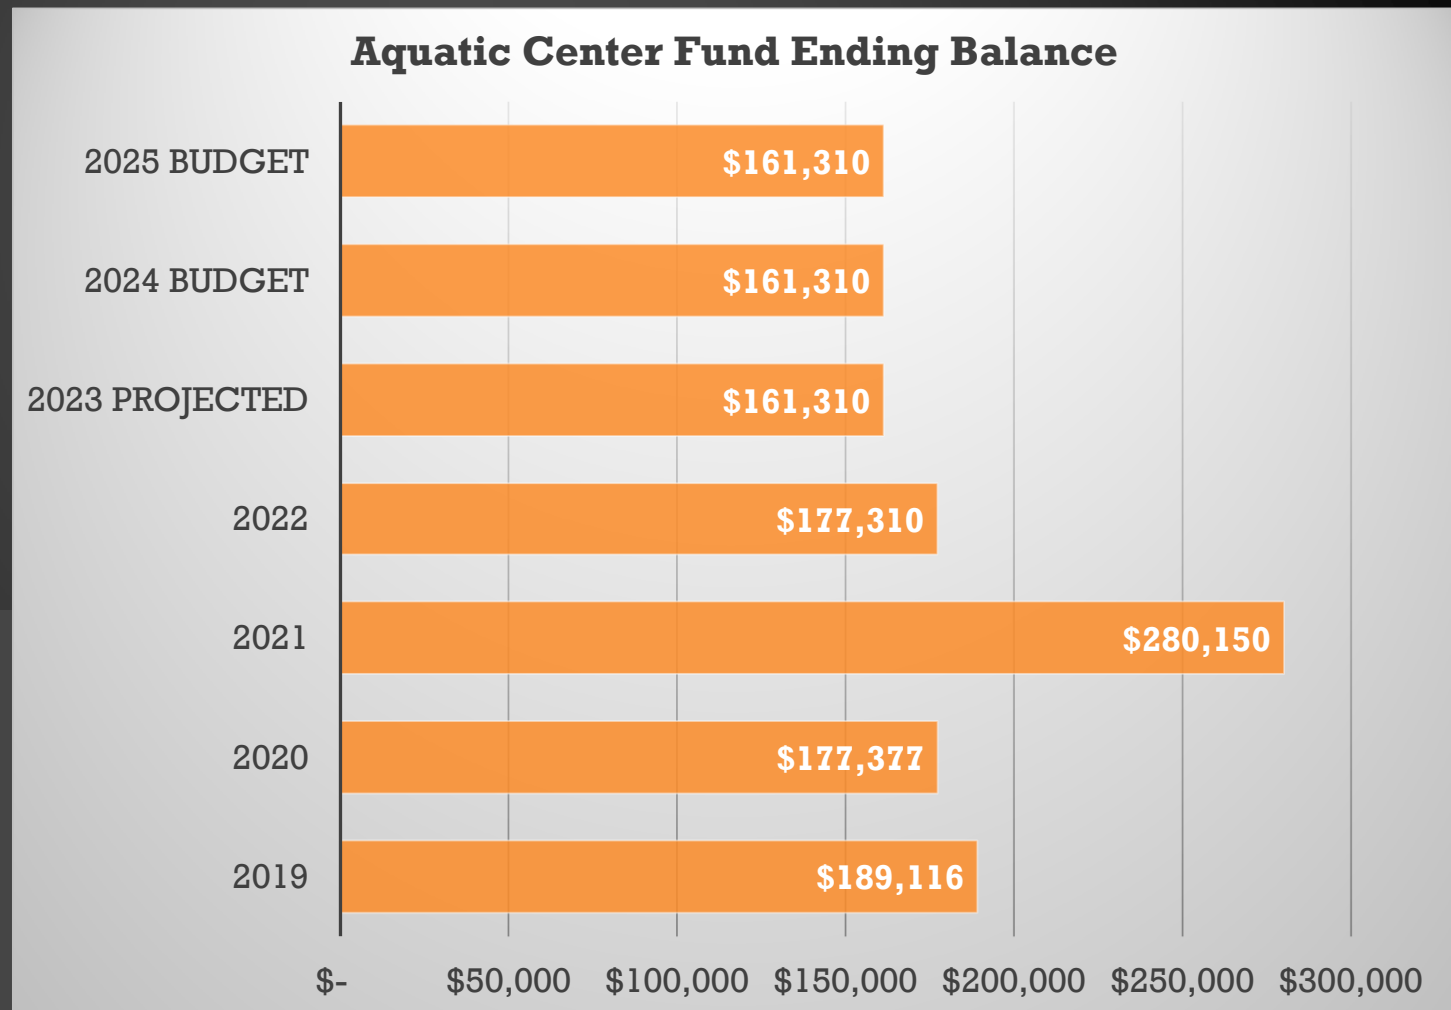 Aquatic Center Fund Ending Balance
2025 BUDGET $161,310
2024 BUDGET $161,310
2023 PROJECTED $161,310
2022 $177,310
2021 $280,150
2020 $177,377
2019 $189,116
$- $50,000 $100,000 $150,000 $200,000 $250,000 $300,000